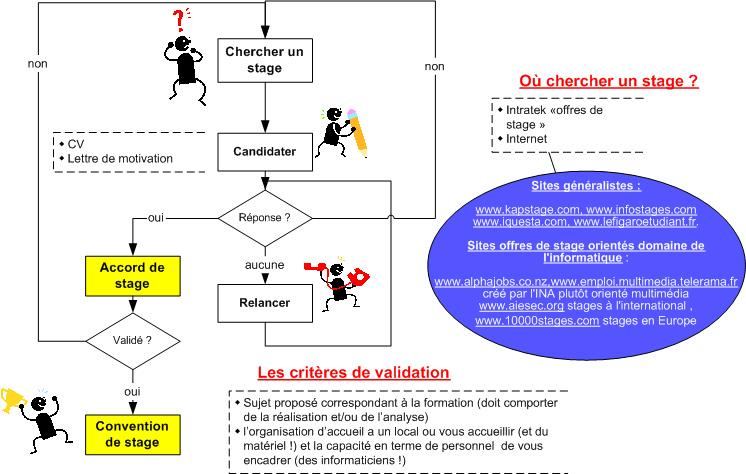 ?
non
Chercher un
stage
non
Où chercher un stage ?
Intratek «offres de
stage »
Internet
CV
Lettre de motivation
Candidater
Sites généralistes :
www.kapstage.com, www.infostages.com
www.iquesta.com, www.lefigaroetudiant.fr.
Sites offres de stage orientés domaine de
l'informatique :
www.alphajobs.co.nz,www.emploi.multimedia.telerama.fr
créé par l'INA plutôt orienté multimédia
www.aiesec.org stages à l'international ,
www.10000stages.com stages en Europe
oui
Réponse ?
aucune
Accord de
stage
Relancer
Validé ?
oui
Convention
de stage
Les critères de validation
Sujet proposé correspondant à la formation (doit comporter
de la réalisation et/ou de l'analyse)
l'organisation d'accueil a un local ou vous accueillir (et du
matériel !) et la capacité en terme de personnel de vous
encadrer (des informaticiens !)